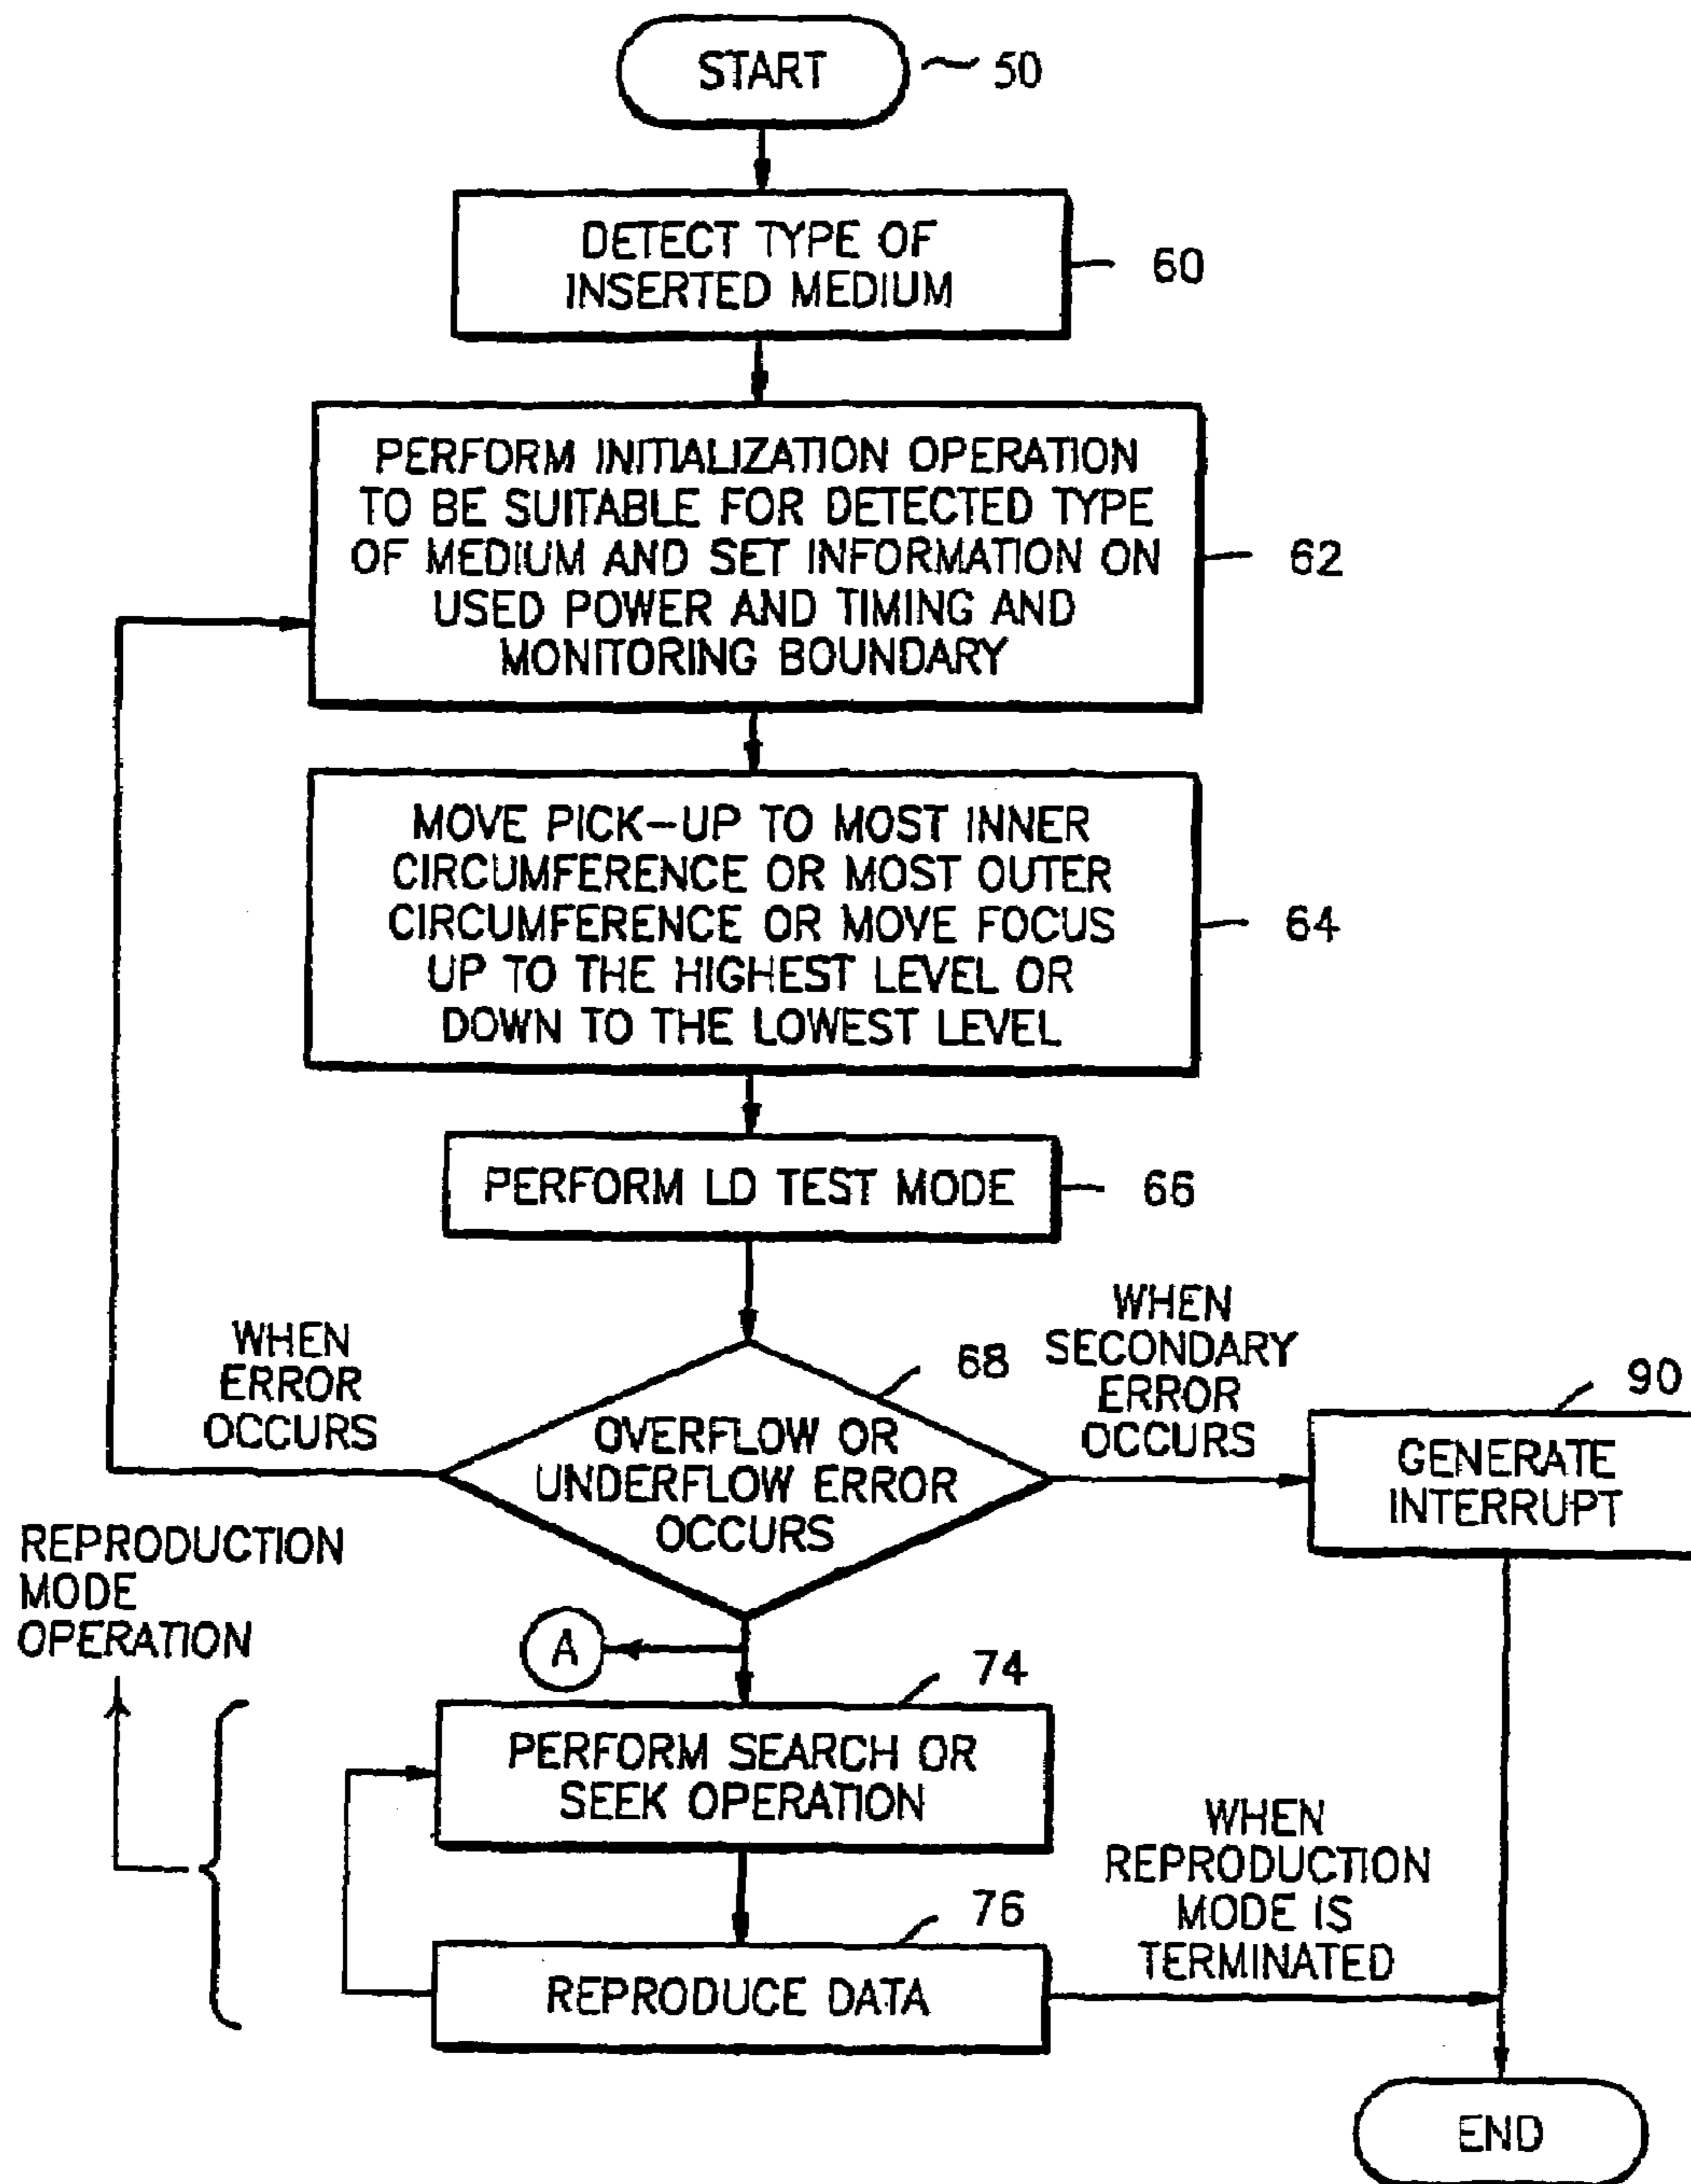 START
50
DETECT TYPE OF
INSERTED MEDIUM
60
PERFORM INITIALIZATION OPERATION
TO BE SUITABLE FOR DETECTED TYPE
OF MEDIUM AND SET INFORMATION ON
USED POWER AND TIMING AND
MONITORING BOUNDARY
62
MOVE PICK-UP TO MOST INNER
CIRCUMFERENCE OR MOST OUTER
CIRCUMFERENCE OR MOVE FOCUS
UP TO THE HIGHEST LEVEL OR
DOWN TO THE LOWEST LEVEL
64
PERFORM LD TEST MODE
66
WHEN
ERROR
OCCURS
68
OVERFLOW OR
UNDERFLOW ERROR
OCCURS
WHEN
SECONDARY
ERROR
OCCURS
90
GENERATE
INTERRUPT
REPRODUCTION
MODE
OPERATION
A
74
PERFORM SEARCH OR
SEEK OPERATION
76
REPRODUCE DATA
WHEN
REPRODUCTION
MODE IS
TERMINATED
END